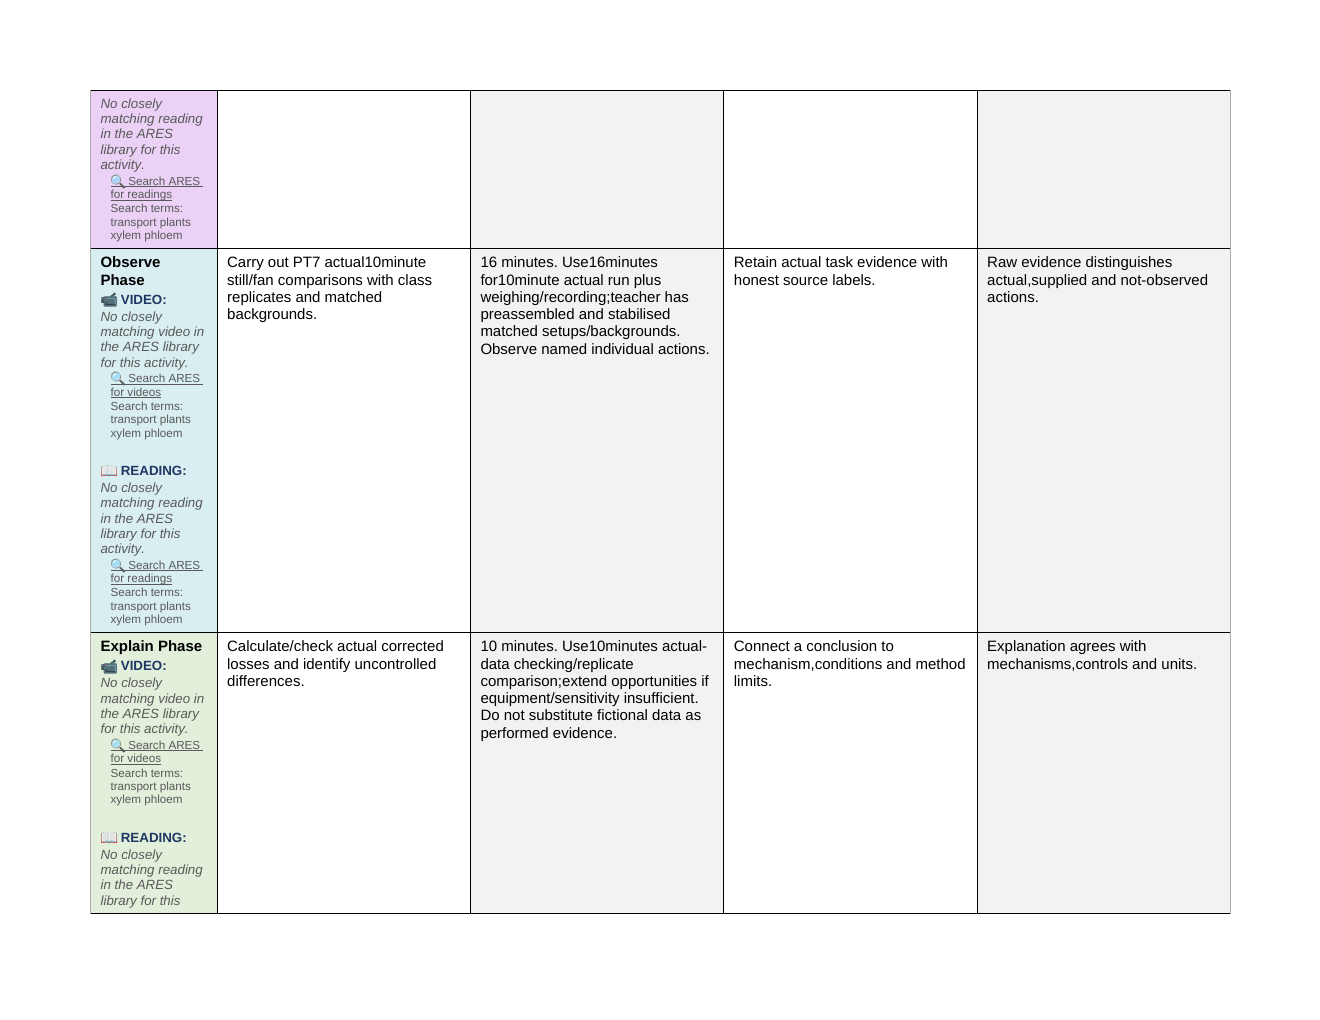 No closely
matching reading
in the ARES
library for this
activity.
🔍 Search ARES
for readings
Search terms:
transport plants
xylem phloem
Observe
Phase
📹 VIDEO:
No closely
matching video in
the ARES library
for this activity.
🔍 Search ARES
for videos
Search terms:
transport plants
xylem phloem
📖 READING:
No closely
matching reading
in the ARES
library for this
activity.
🔍 Search ARES
for readings
Search terms:
transport plants
xylem phloem
Carry out PT7 actual10minute
still/fan comparisons with class
replicates and matched
backgrounds.
16 minutes. Use16minutes
for10minute actual run plus
weighing/recording;teacher has
preassembled and stabilised
matched setups/backgrounds.
Observe named individual actions.
Retain actual task evidence with
honest source labels.
Raw evidence distinguishes
actual,supplied and not-observed
actions.
Explain Phase
📹 VIDEO:
No closely
matching video in
the ARES library
for this activity.
🔍 Search ARES
for videos
Search terms:
transport plants
xylem phloem
📖 READING:
No closely
matching reading
in the ARES
library for this
Calculate/check actual corrected
losses and identify uncontrolled
differences.
10 minutes. Use10minutes actual-
data checking/replicate
comparison;extend opportunities if
equipment/sensitivity insufficient.
Do not substitute fictional data as
performed evidence.
Connect a conclusion to
mechanism,conditions and method
limits.
Explanation agrees with
mechanisms,controls and units.